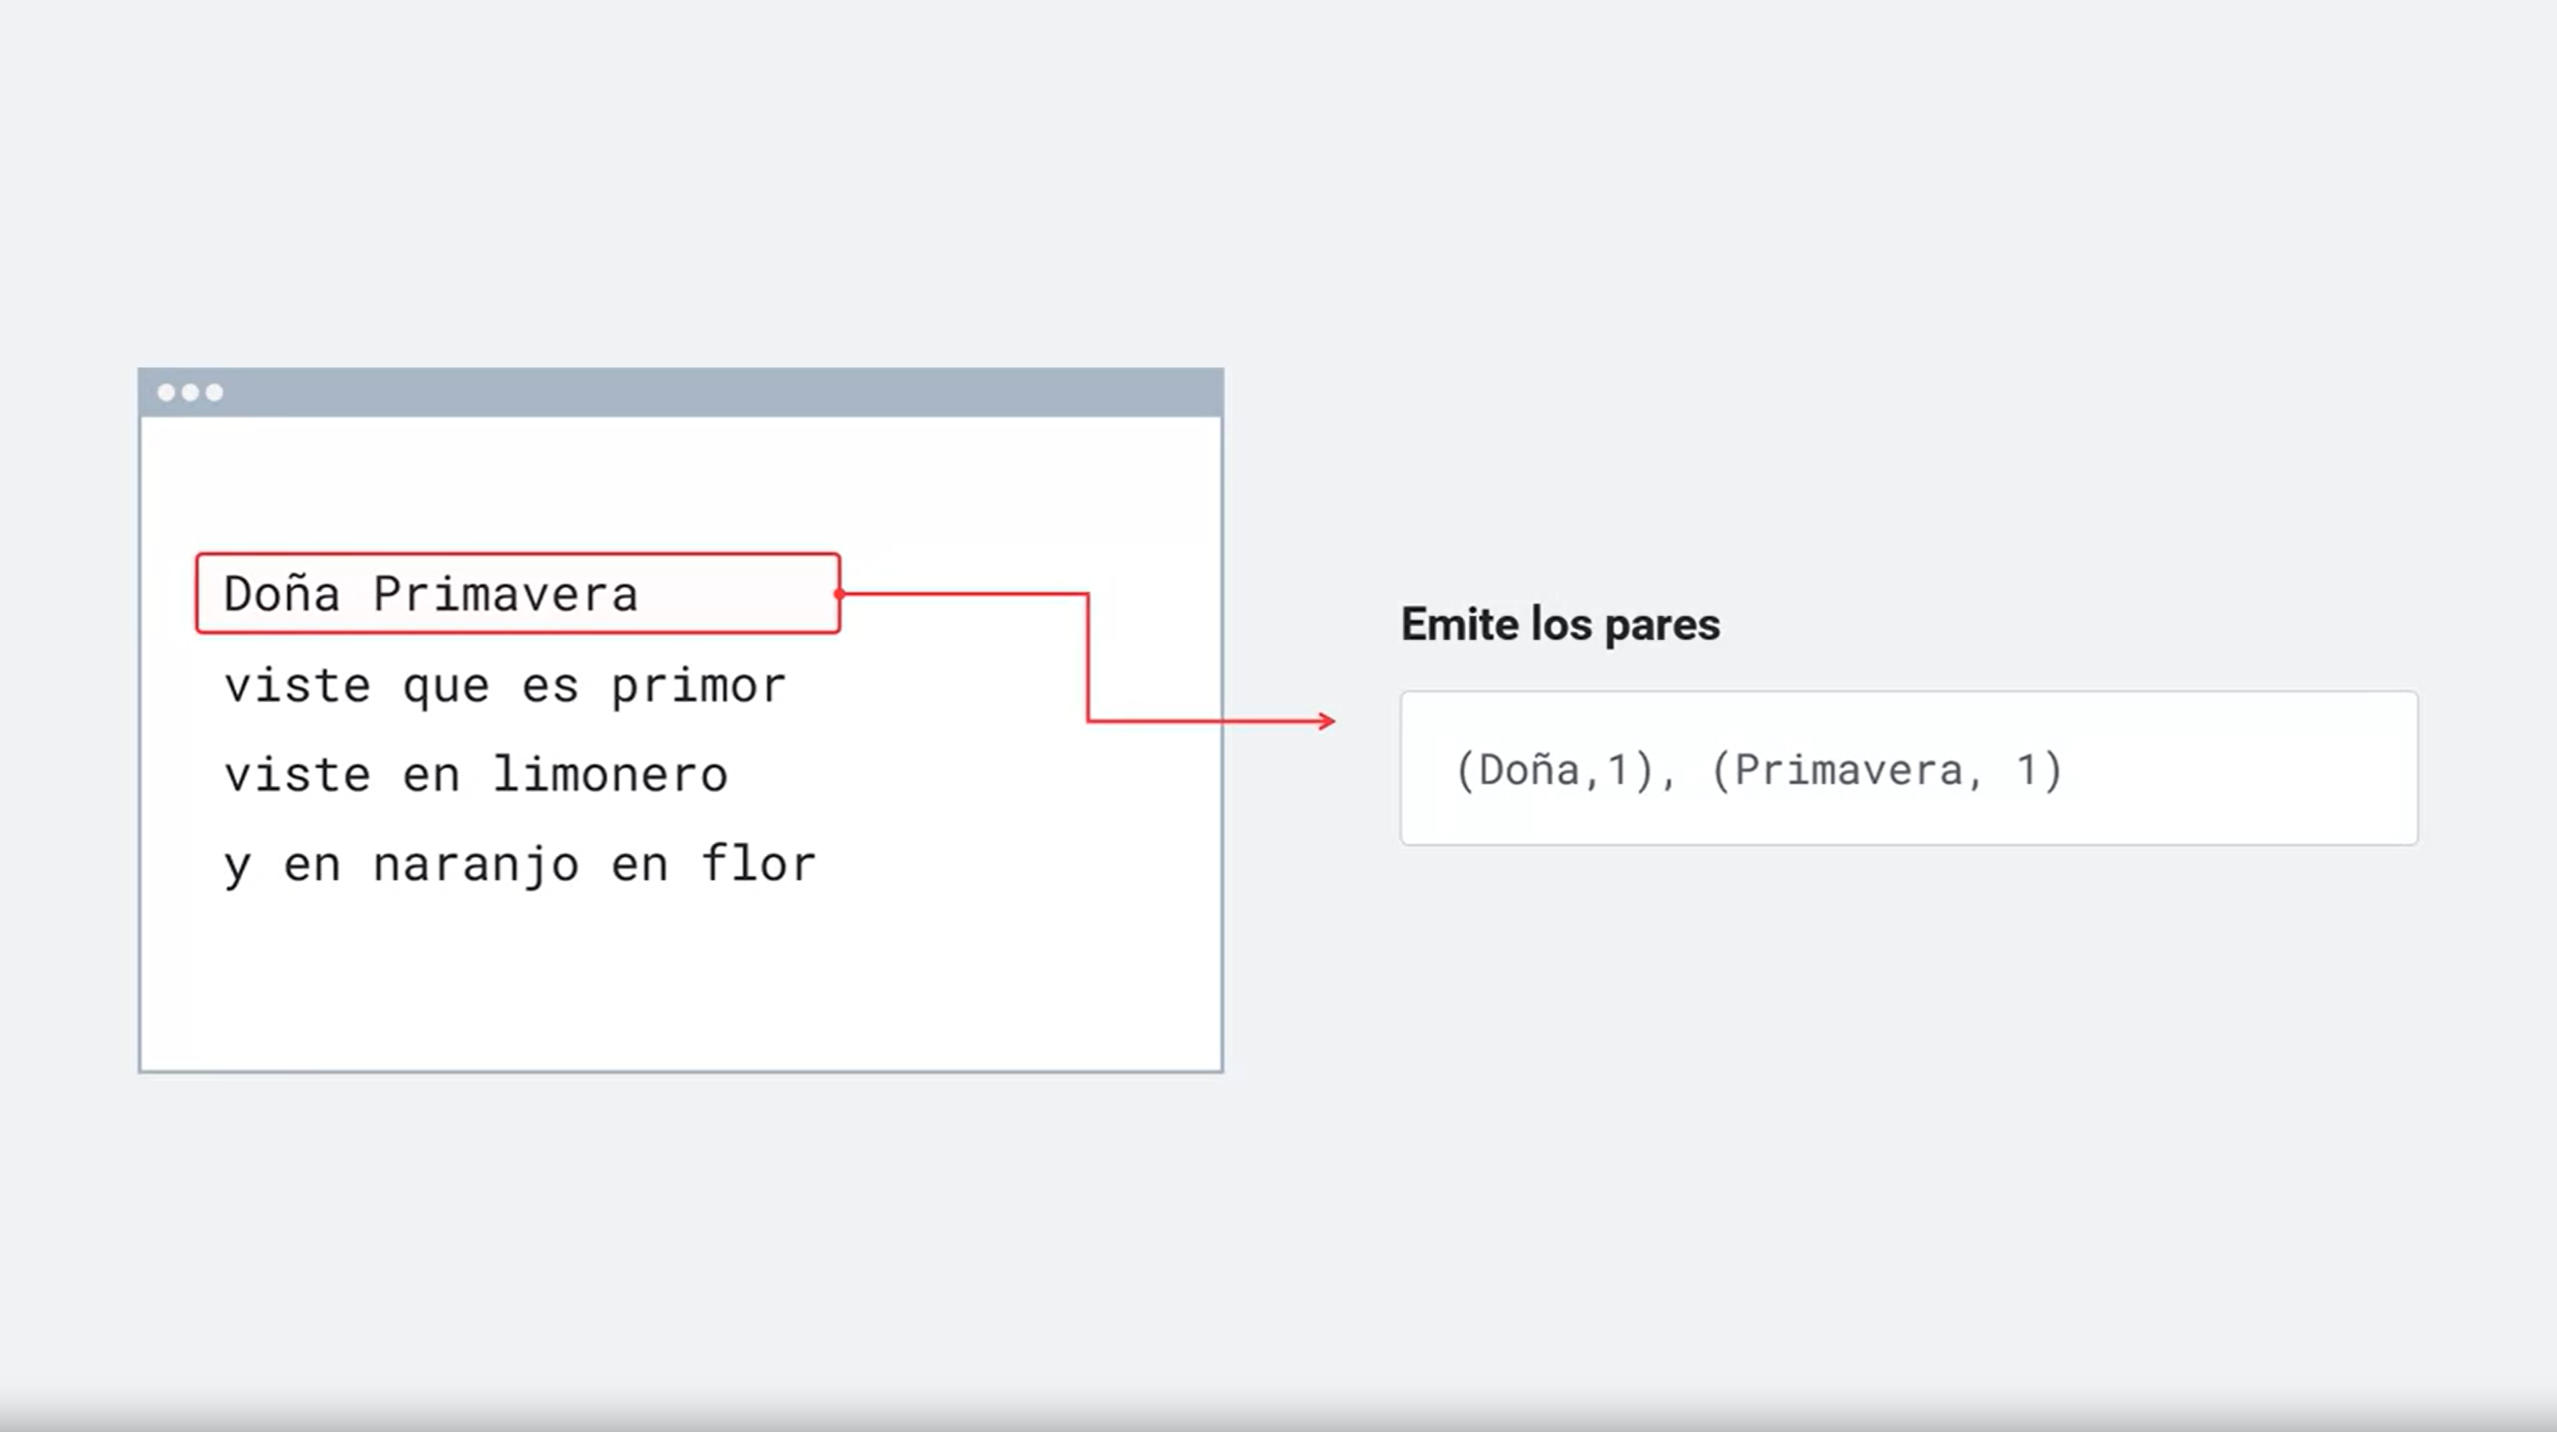 Doña Primavera
viste que es primor
viste en limonero
y en naranjo en flor
Emite los pares
(Doña,1), (Primavera, 1)